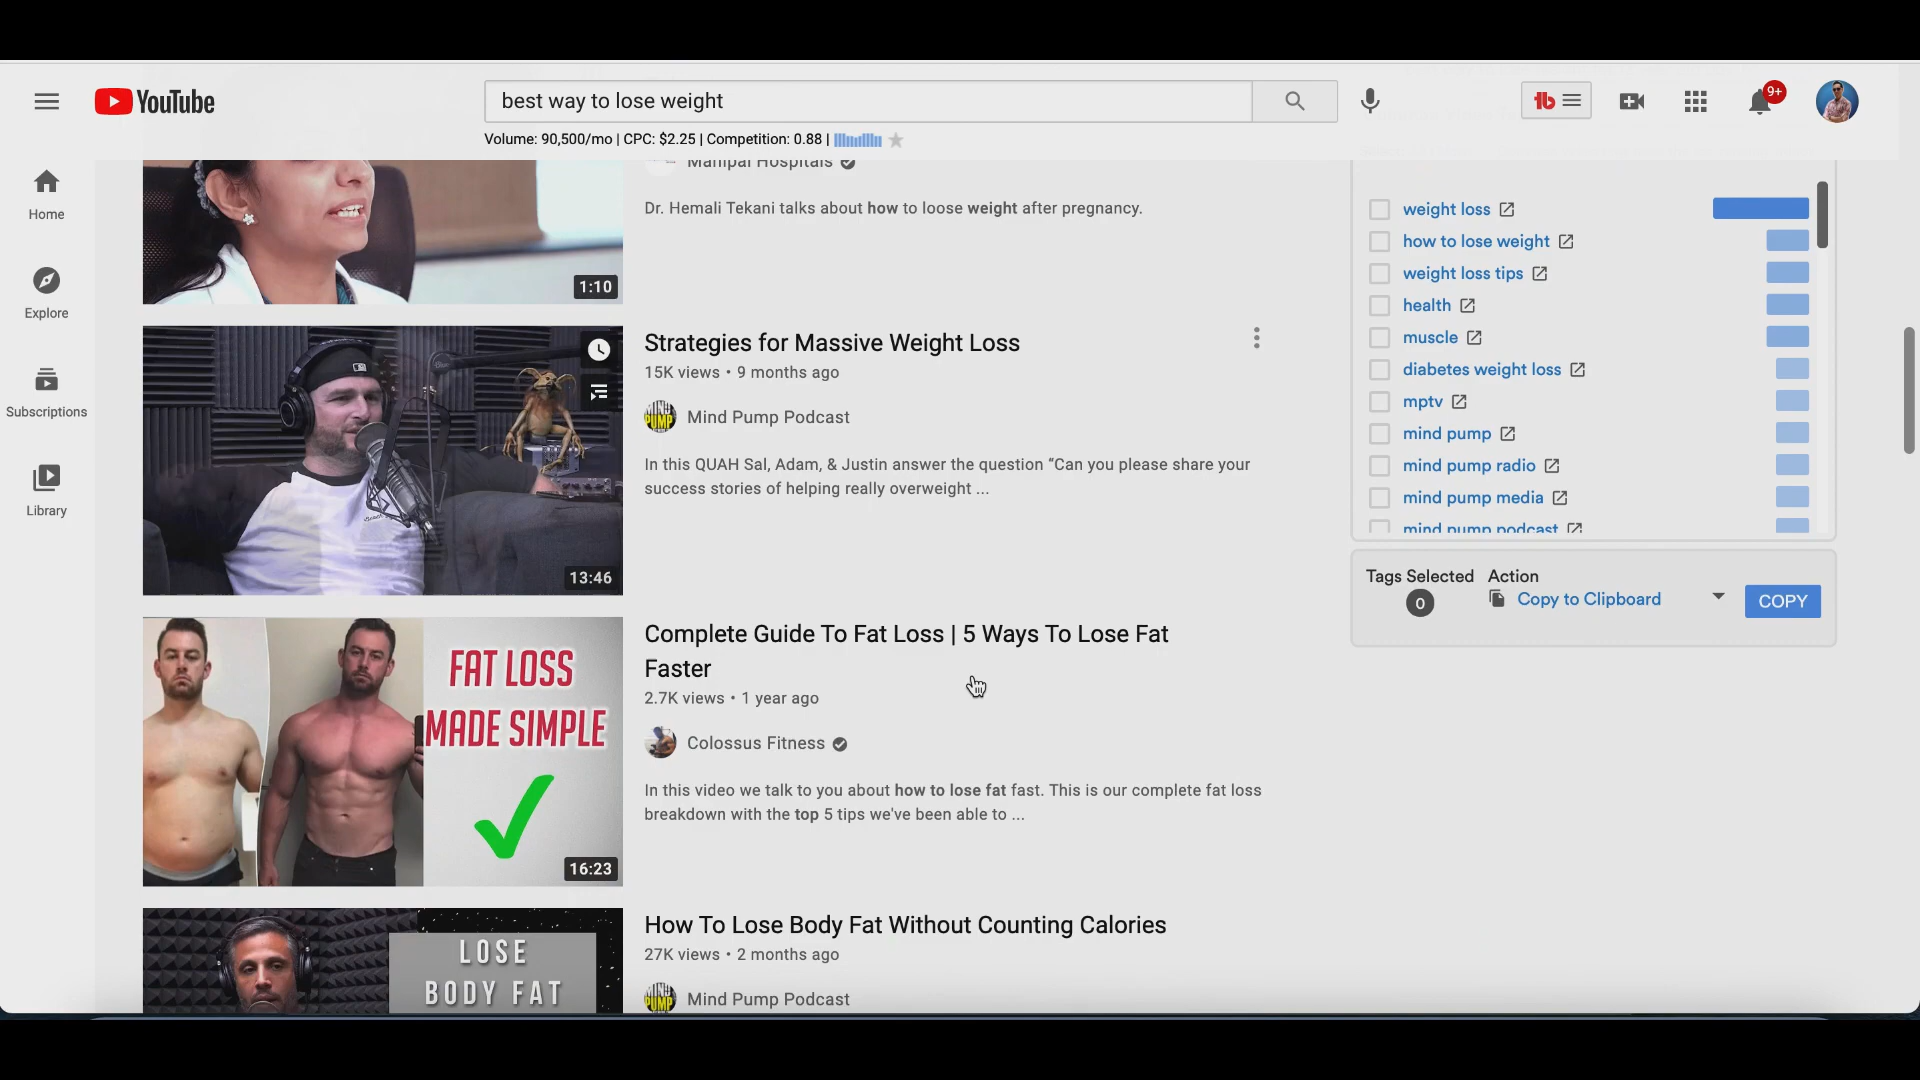 YouTube
best way to lose weight
9+
Volume: 90,500/mo | CPC: $2.25 | Competition: 0.88 |
Home
Explore
Subscriptions
Library
Manipal Hospitals
Dr. Hemali Tekani talks about how to loose weight after pregnancy.
1:10
Strategies for Massive Weight Loss
15K views • 9 months ago
MIND PUMP
Mind Pump Podcast
In this QUAH Sal, Adam, & Justin answer the question “Can you please share your
success stories of helping really overweight ...
13:46
Complete Guide To Fat Loss | 5 Ways To Lose Fat
Faster
2.7K views • 1 year ago
Colossus Fitness
In this video we talk to you about how to lose fat fast. This is our complete fat loss
breakdown with the top 5 tips we've been able to ...
FAT LOSS
MADE SIMPLE
16:23
How To Lose Body Fat Without Counting Calories
27K views • 2 months ago
MIND PUMP
Mind Pump Podcast
LOSE
BODY FAT
weight loss
how to lose weight
weight loss tips
health
muscle
diabetes weight loss
mptv
mind pump
mind pump radio
mind pump media
mind pump podcast
Tags Selected
0
Action
Copy to Clipboard
COPY